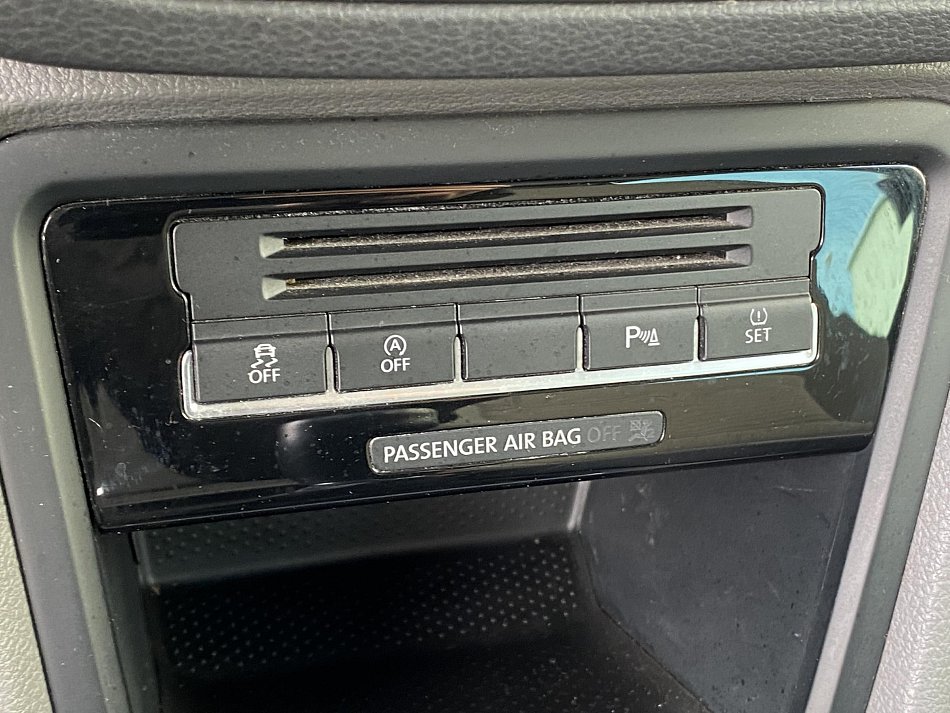 OFF
A
OFF
P
SET
PASSENGER AIR BAG OFF